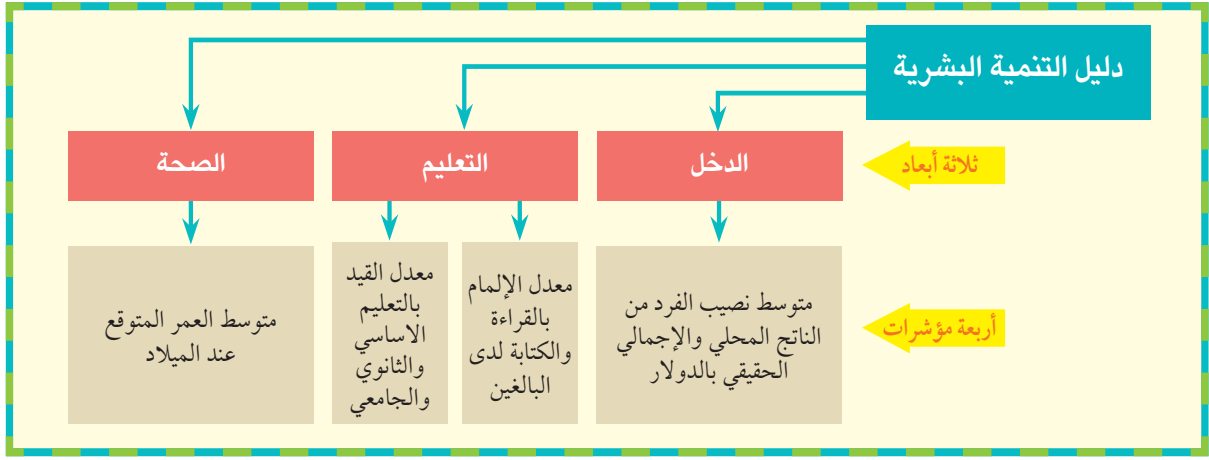 دليل التنمية البشرية
ثلاثة أبعاد
الدخل
التعليم
الصحة
أربعة مؤشرات
متوسط نصيب الفرد من
الناتج المحلي والإجمالي
الحقيقي بالدولار
معدل الإلمام
بالقراءة
والكتابة لدى
البالغين
معدل القيد
بالتعليم
الاساسي
والثانوي
والجامعي
متوسط العمر المتوقع
عند الميلاد